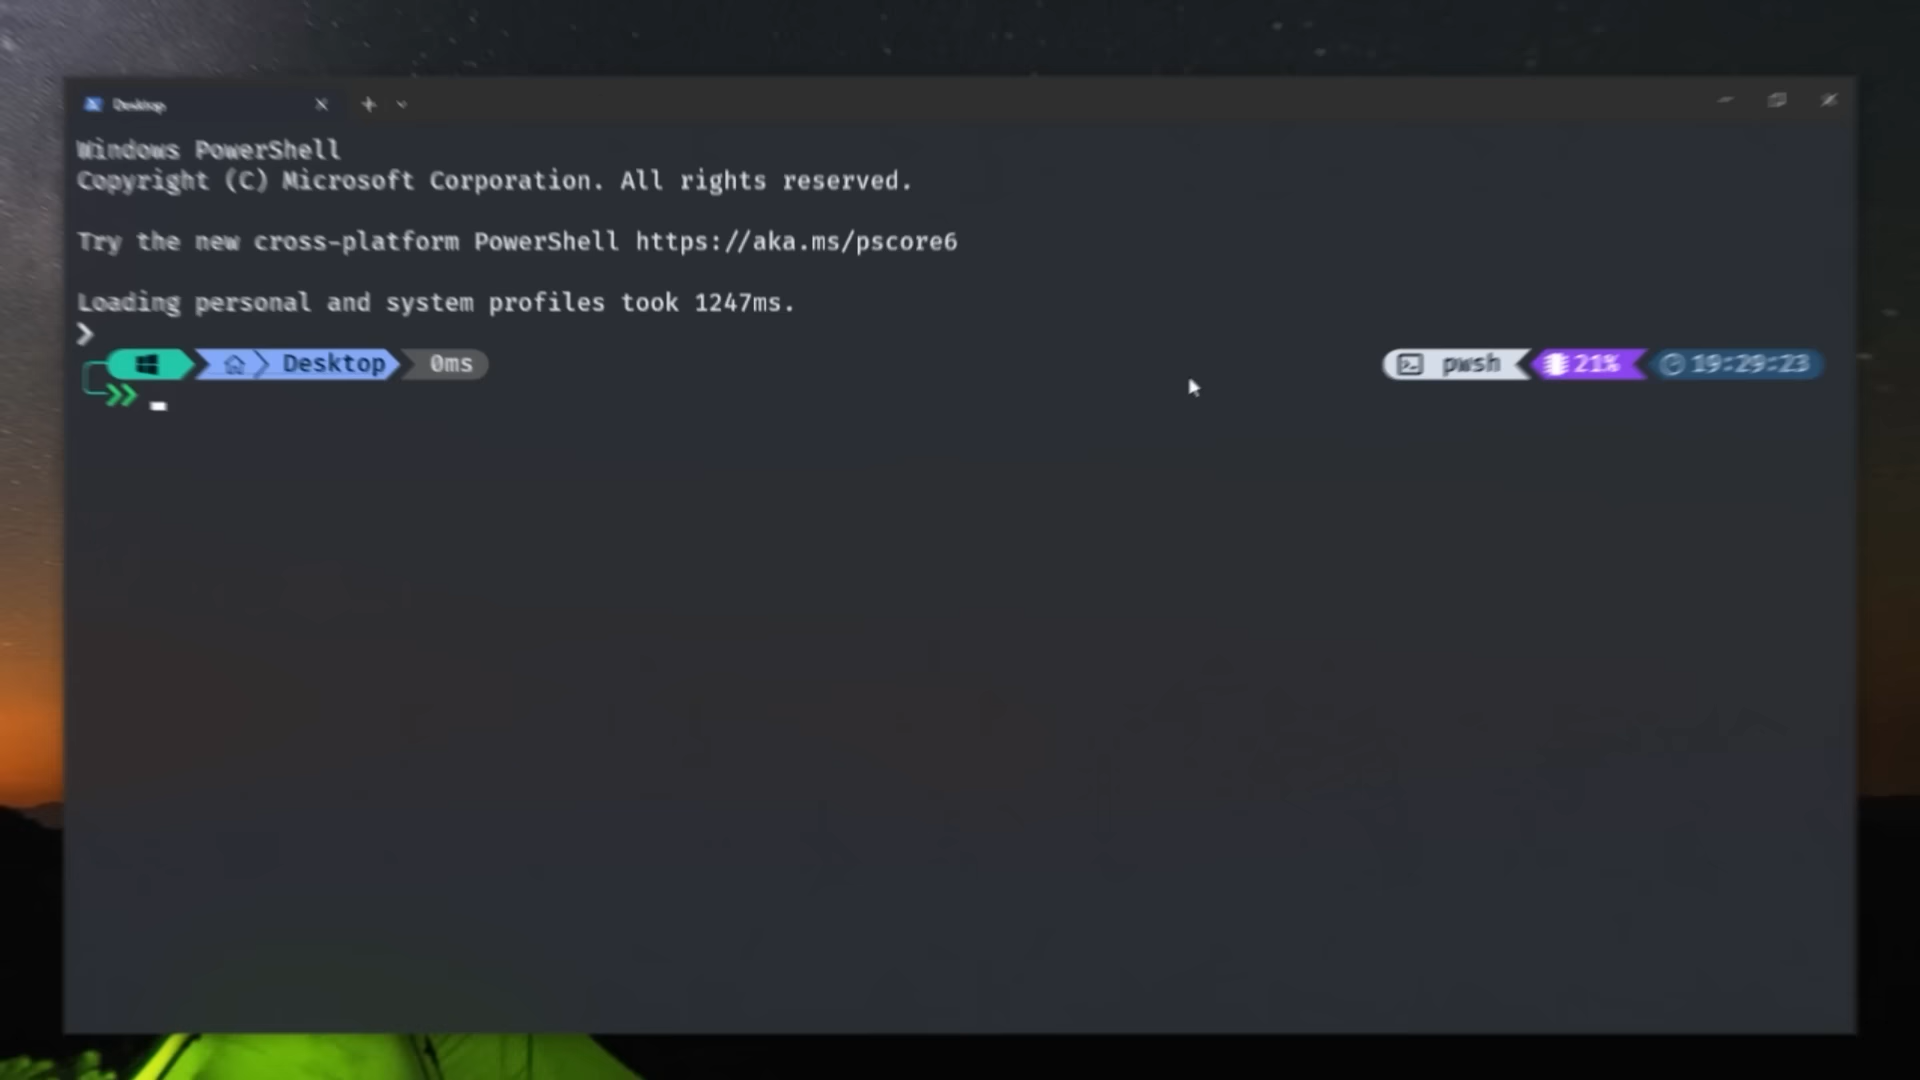 Desktop
Windows PowerShell
Copyright (C) Microsoft Corporation. All rights reserved.
Try the new cross-platform PowerShell https://aka.ms/pscore6
Loading personal and system profiles took 1247ms.
❯
Desktop 0ms pwsh 21% 19:29:23